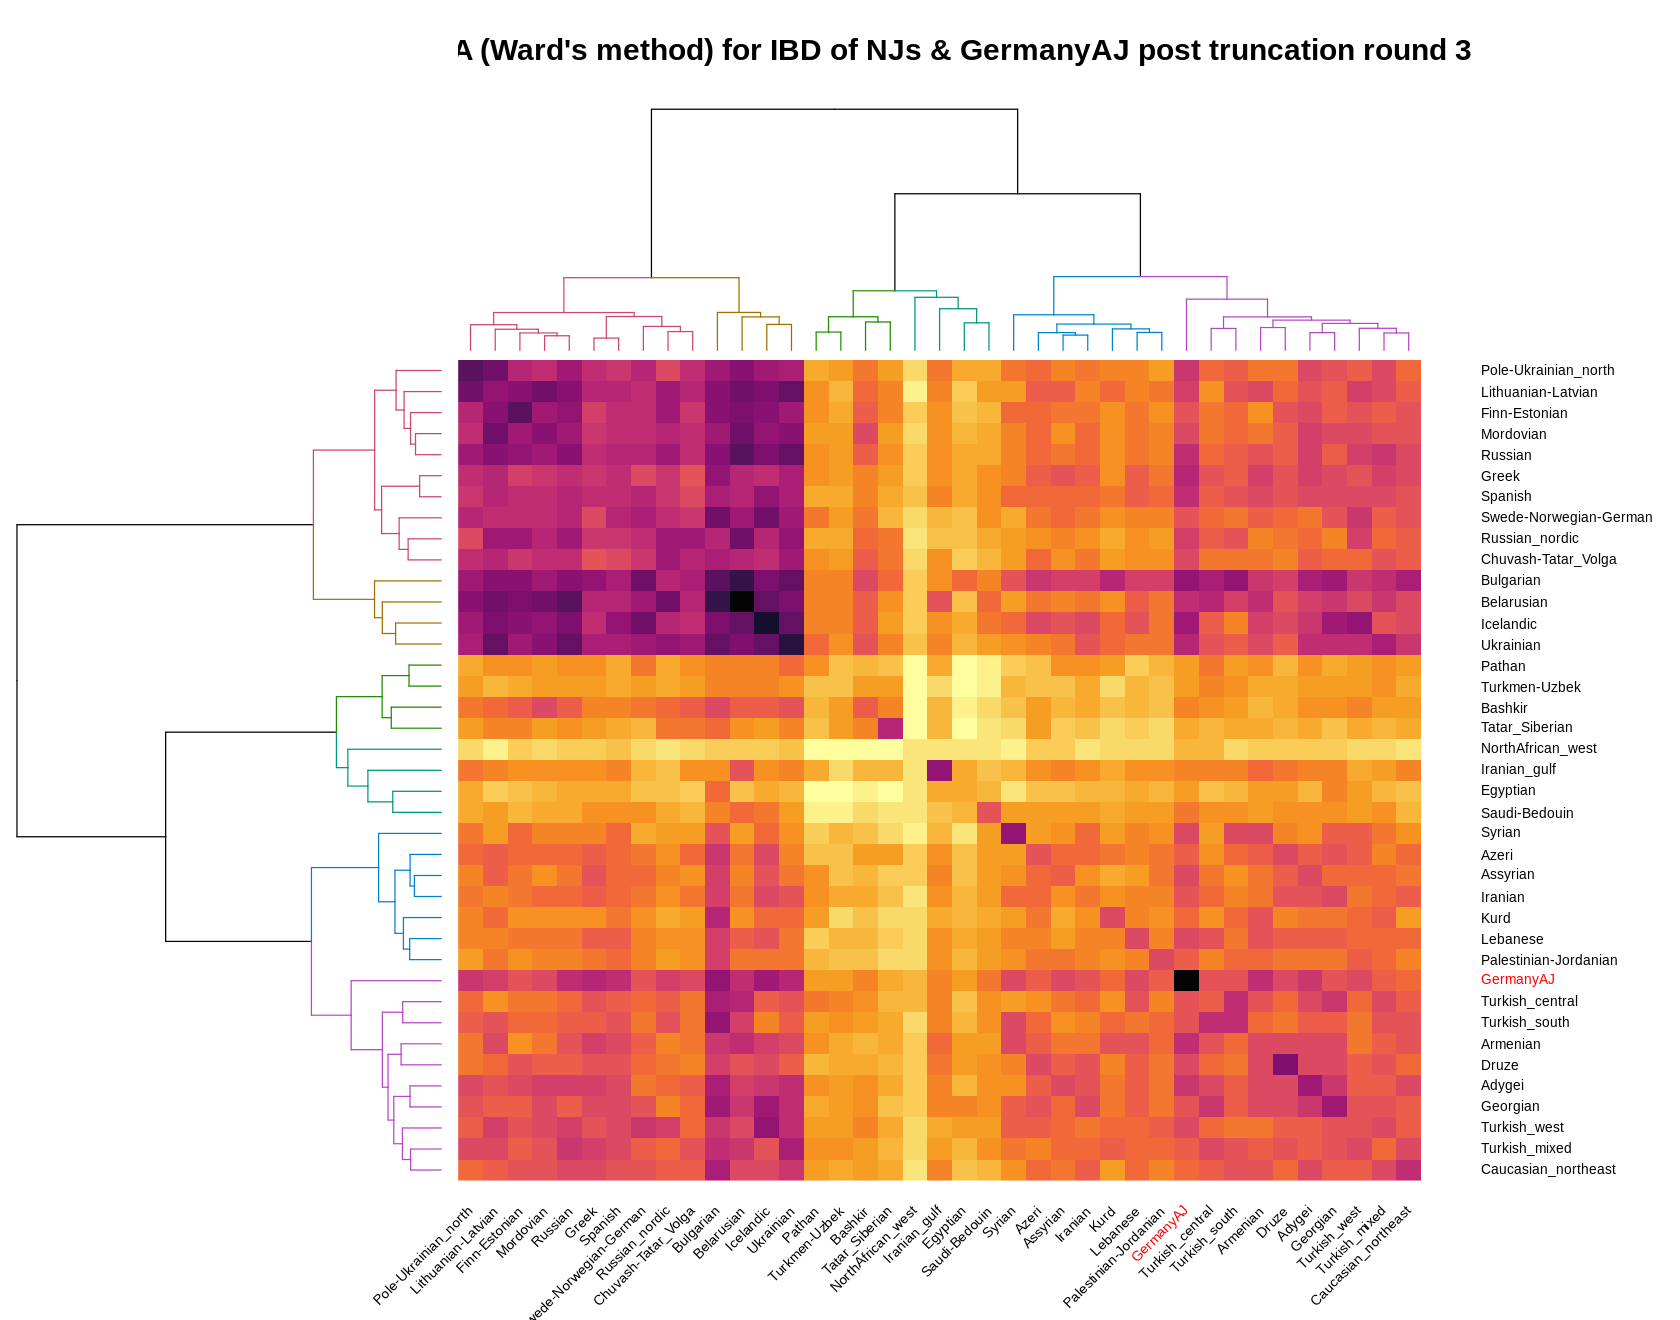 A (Ward's method) for IBD of NJs & GermanyAJ post truncation round 3
Pole-Ukrainian_north
Lithuanian-Latvian
Finn-Estonian
Mordovian
Russian
Greek
Spanish
Swede-Norwegian-German
Russian_nordic
Chuvash-Tatar_Volga
Bulgarian
Belarusian
Icelandic
Ukrainian
Pathan
Turkmen-Uzbek
Bashkir
Tatar_Siberian
NorthAfrican_west
Iranian_gulf
Egyptian
Saudi-Bedouin
Syrian
Azeri
Assyrian
Iranian
Kurd
Lebanese
Palestinian-Jordanian
GermanyAJ
Turkish_central
Turkish_south
Armenian
Druze
Adygei
Georgian
Turkish_west
Turkish_mixed
Caucasian_northeast
Pole-Ukrainian_north
Lithuanian-Latvian
Finn-Estonian
Mordovian
Russian
Greek
Spanish
wede-Norwegian-German
Russian_nordic
Chuvash-Tatar_Volga
Bulgarian
Belarusian
Icelandic
Ukrainian
Pathan
Turkmen-Uzbek
Bashkir
Tatar_Siberian
NorthAfrican_west
Iranian_gulf
Egyptian
Saudi-Bedouin
Syrian
Azeri
Assyrian
Iranian
Kurd
Lebanese
Palestinian-Jordanian
GermanyAJ
Turkish_central
Turkish_south
Armenian
Druze
Adygei
Georgian
Turkish_west
Turkish_mixed
Caucasian_northeast